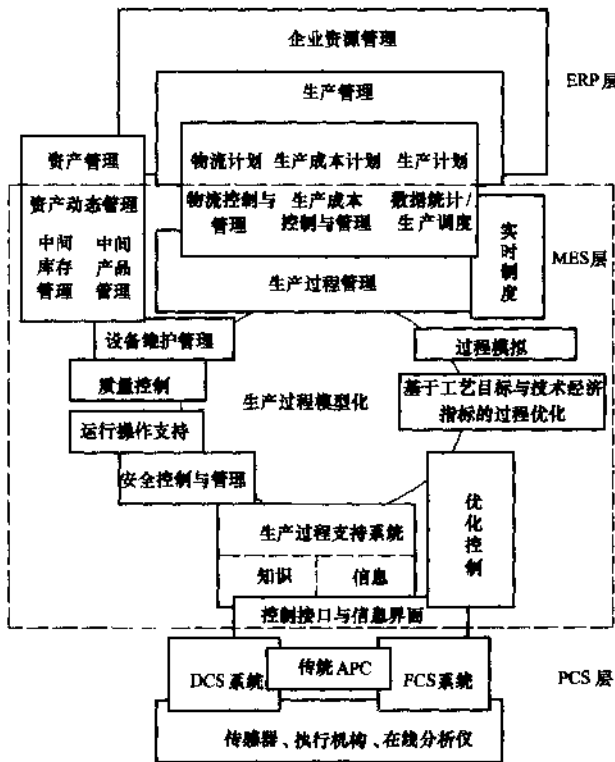 企业资源管理
ERP层
生产管理
资产管理
物流计划 生产成本计划 生产计划
资产动态管理
物流控制与管理
生产成本控制与管理
数据统计/生产调度
实时制度
MES层
中间库存管理
中间产品管理
生产过程管理
设备维护管理
过程模拟
质量控制
生产过程模型化
基于工艺目标与技术经济
指标的过程优化
运行操作支持
安全控制与管理
优化控制
生产过程支持系统
知识 信息
控制接口与信息界面
DCS系统
传统APC
FCS系统
PCS层
传感器、执行机构、在线分析仪